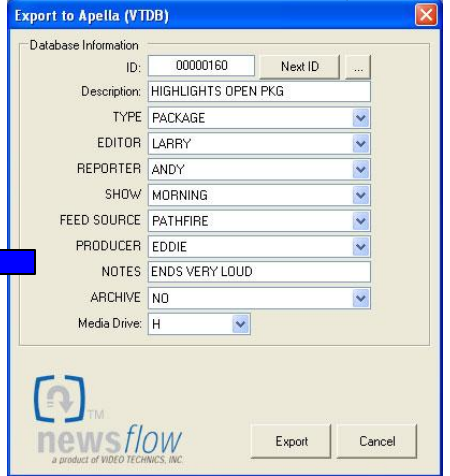 Export to Apella (VTDB)
Database Information
ID: 00000160 Next ID ...
Description: HIGHLIGHTS OPEN PKG
TYPE PACKAGE
EDITOR LARRY
REPORTER ANDY
SHOW MORNING
FEED SOURCE PATHFIRE
PRODUCER EDDIE
NOTES ENDS VERY LOUD
ARCHIVE NO
Media Drive: H
TM
newsflow
a product of VIDEO TECHNICS, INC.
Export Cancel